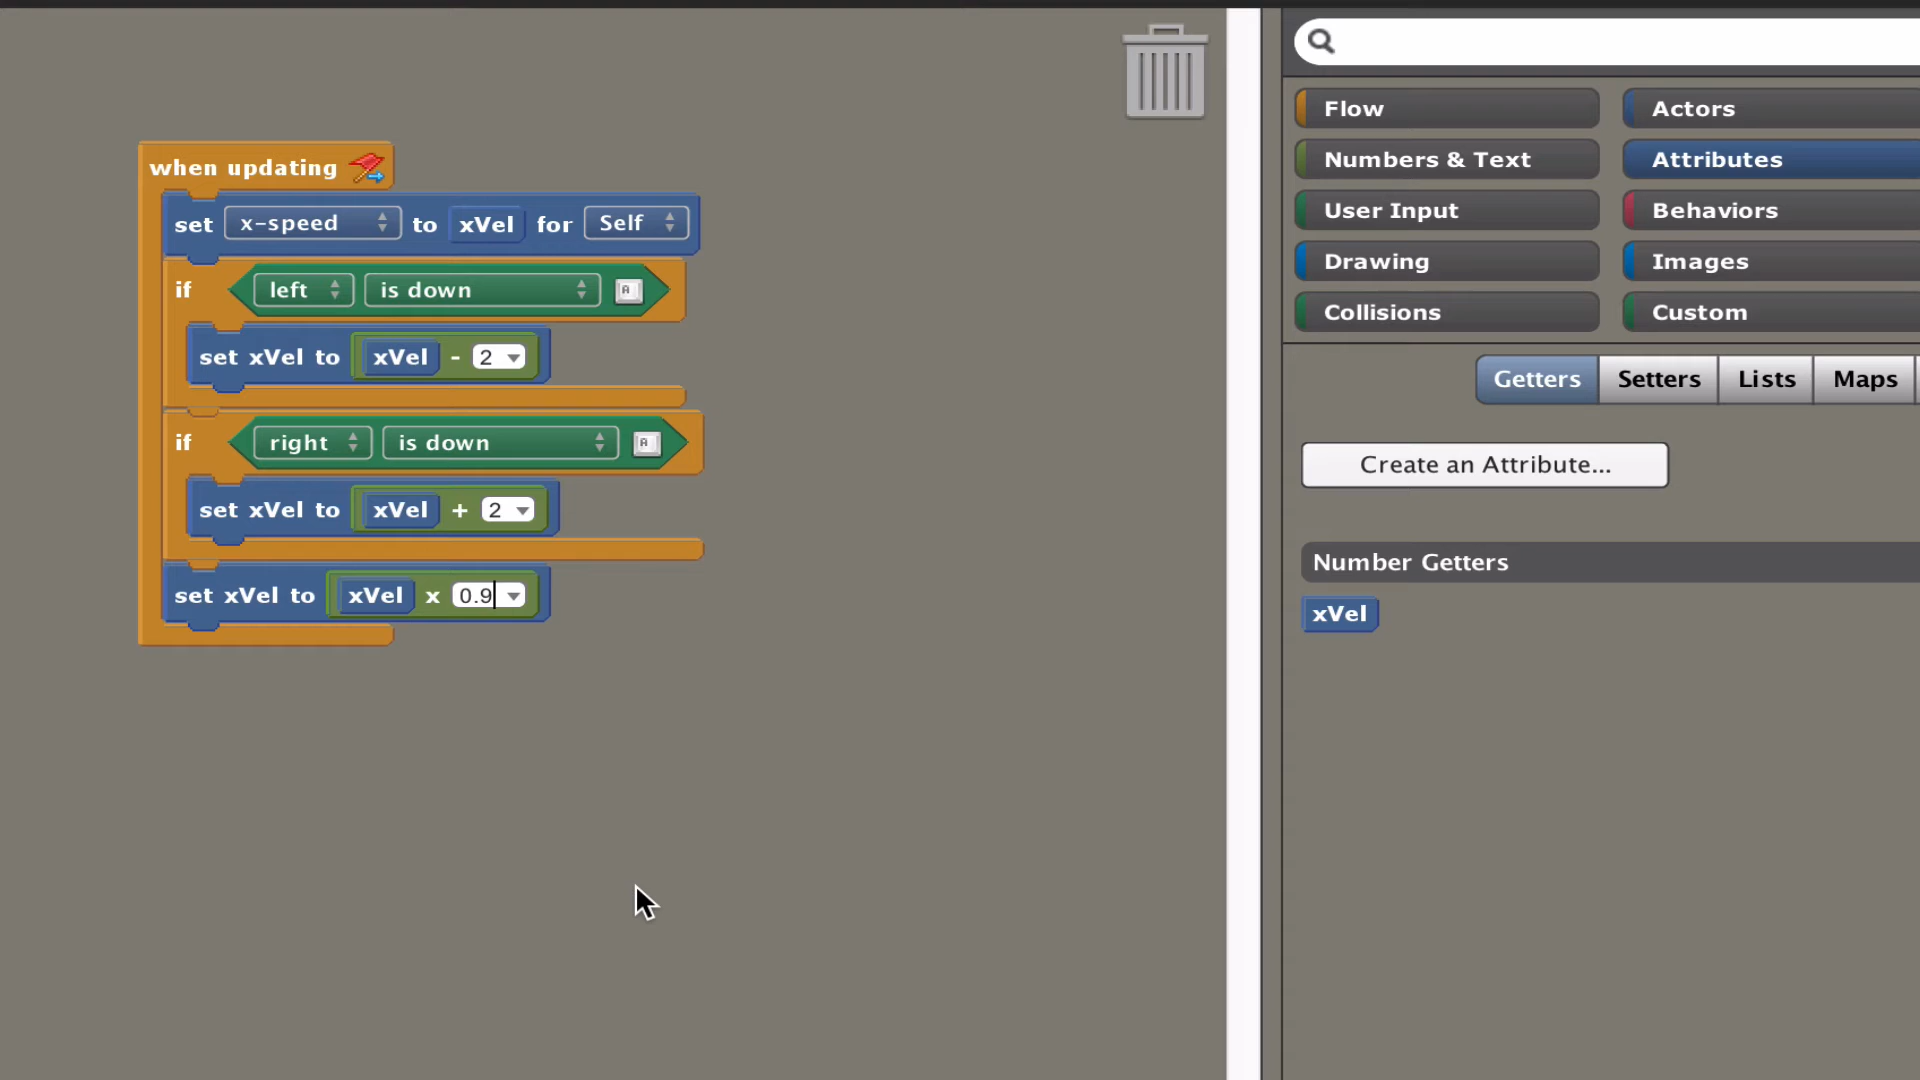 when updating
set x-speed to xVel for Self
if left is down A
set xVel to xVel - 2
if right is down A
set xVel to xVel + 2
set xVel to xVel x 0.9
Flow Actors
Numbers & Text Attributes
User Input Behaviors
Drawing Images
Collisions Custom
Getters Setters Lists Maps
Create an Attribute...
Number Getters
xVel